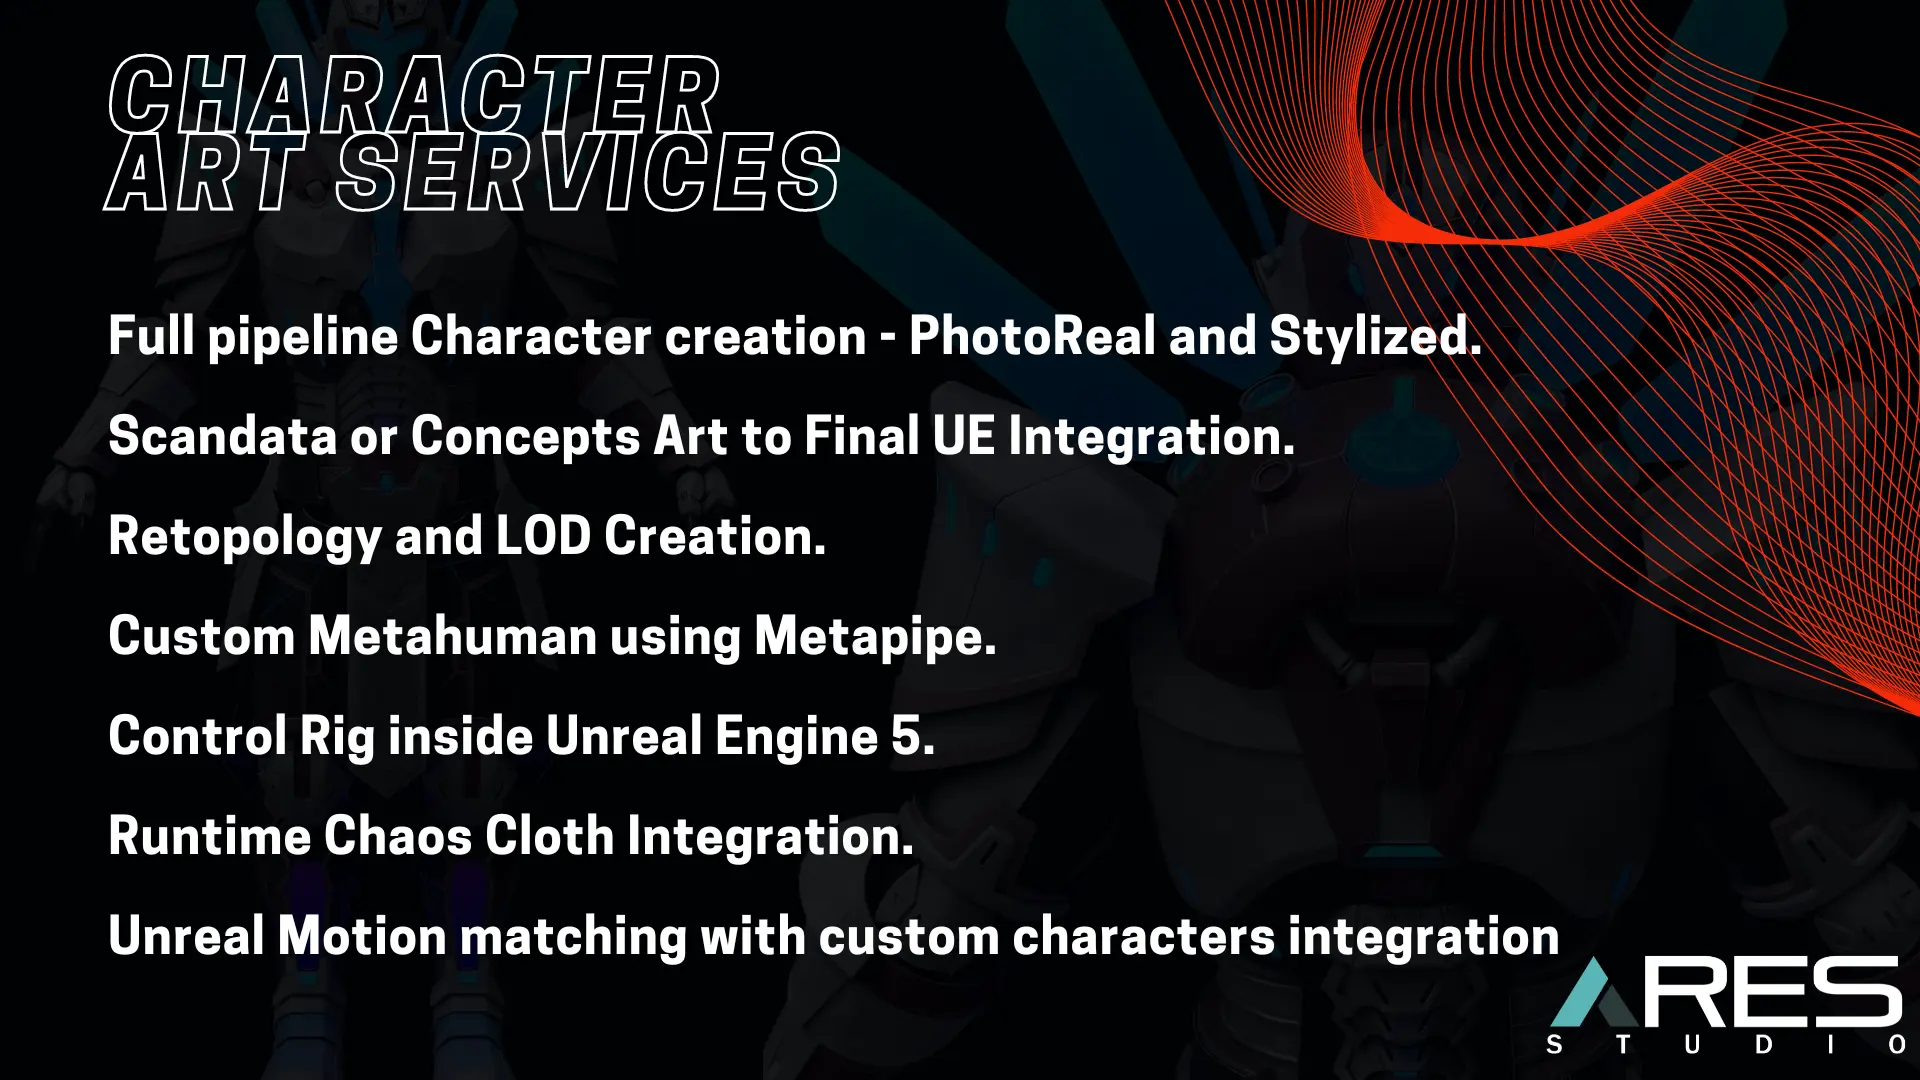 CHARACTER
ART SERVICES
Full pipeline Character creation - PhotoReal and Stylized.
Scandata or Concepts Art to Final UE Integration.
Retopology and LOD Creation.
Custom Metahuman using Metapipe.
Control Rig inside Unreal Engine 5.
Runtime Chaos Cloth Integration.
Unreal Motion matching with custom characters integration
ARES
STUDIO